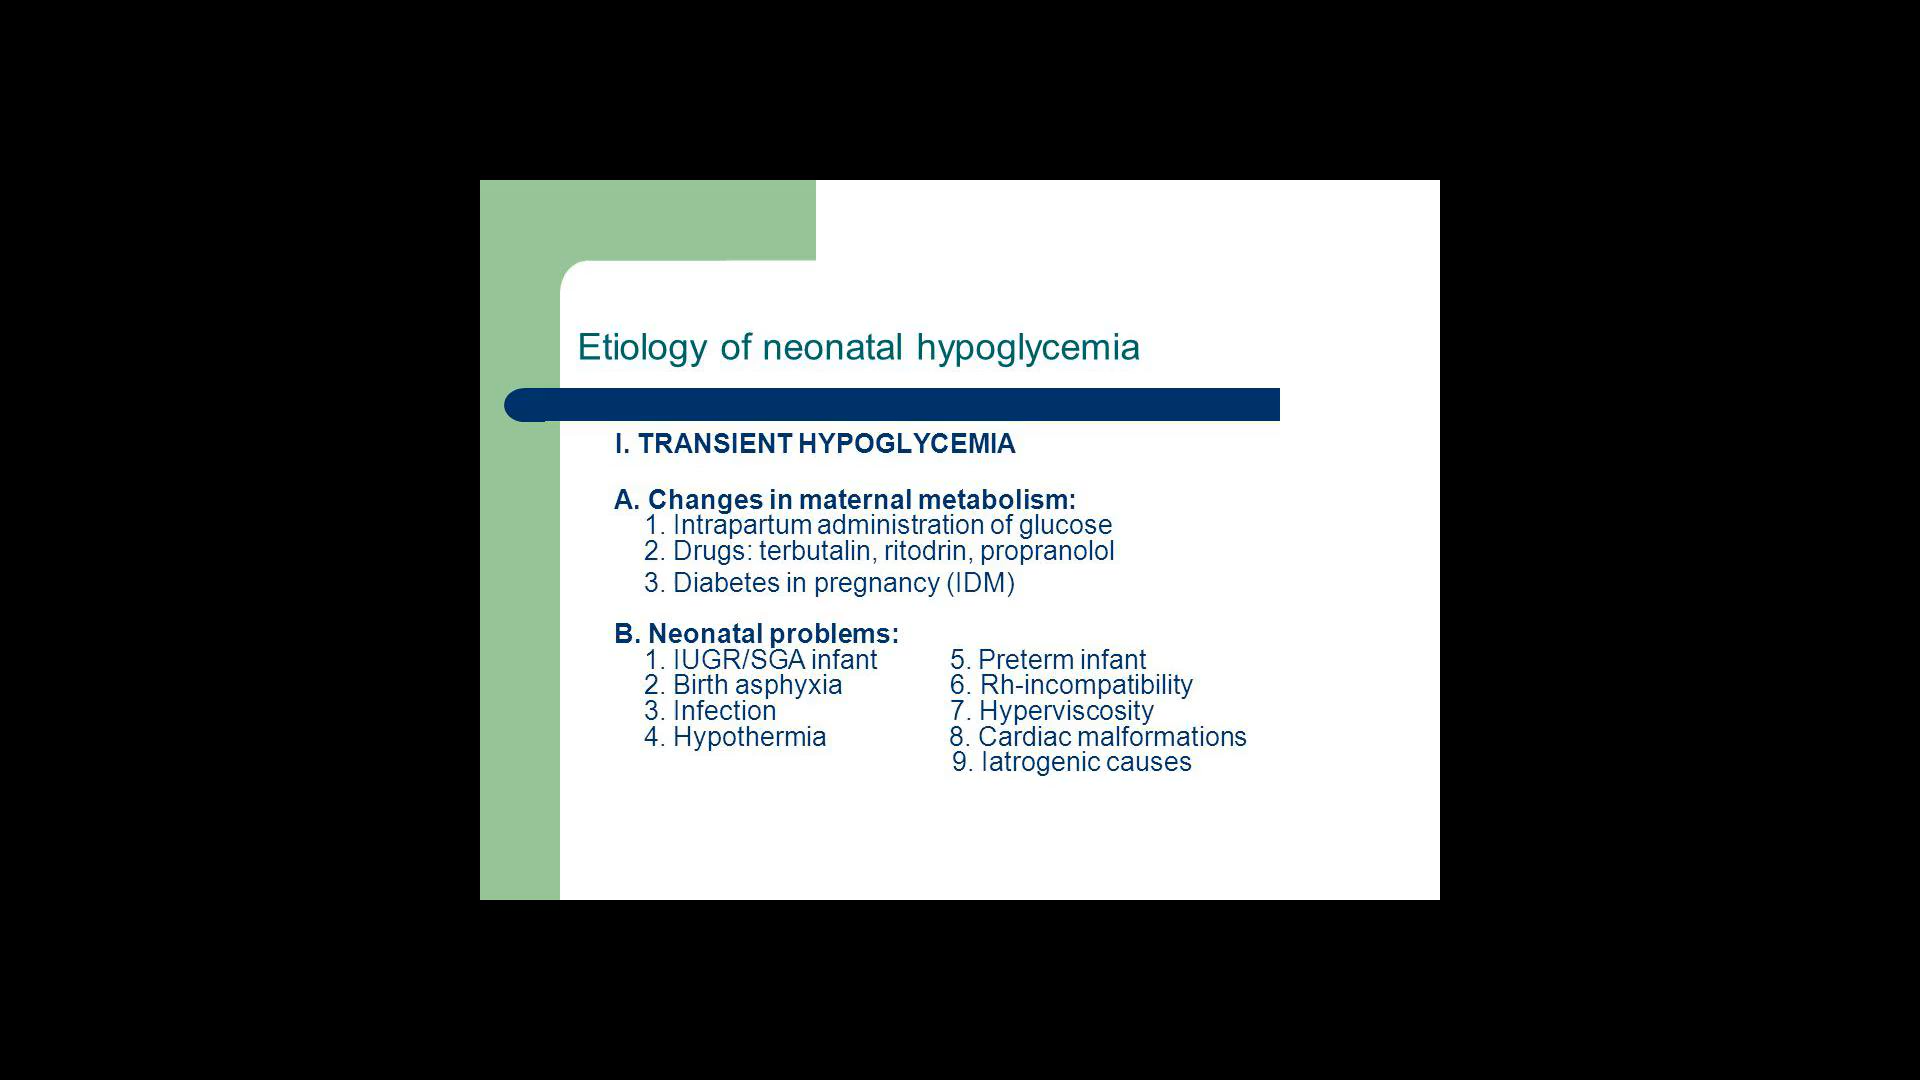 Etiology of neonatal hypoglycemia
I. TRANSIENT HYPOGLYCEMIA
A. Changes in maternal metabolism:
1. Intrapartum administration of glucose
2. Drugs: terbutalin, ritodrin, propranolol
3. Diabetes in pregnancy (IDM)
B. Neonatal problems:
1. IUGR/SGA infant 5. Preterm infant
2. Birth asphyxia 6. Rh-incompatibility
3. Infection 7. Hyperviscosity
4. Hypothermia 8. Cardiac malformations
9. Iatrogenic causes